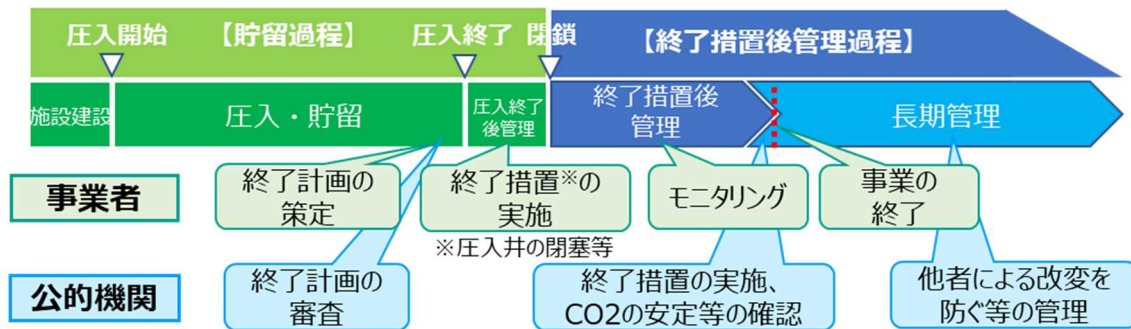 圧入開始
【貯留過程】
圧入終了
閉鎖
【終了措置後管理過程】
施設建設
圧入・貯留
圧入終了
後管理
終了措置後
管理
長期管理
事業者
終了計画の
策定
終了措置※の
実施
※圧入井の閉塞等
モニタリング
事業の
終了
公的機関
終了計画の
審査
終了措置の実施、
CO2の安定等の確認
他者による改変を
防ぐ等の管理